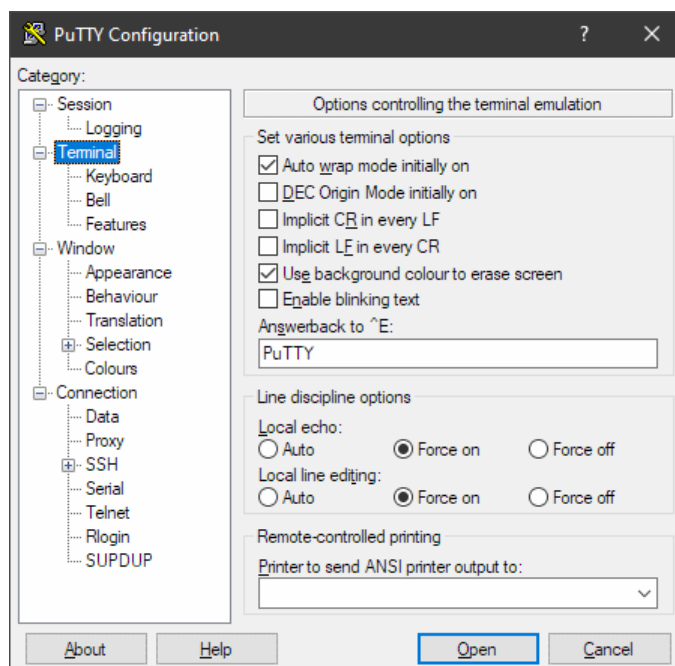 PuTTY Configuration
?
Category:
Session
Logging
Terminal
Keyboard
Bell
Features
Window
Appearance
Behaviour
Translation
Selection
Colours
Connection
Data
Proxy
SSH
Serial
Telnet
Rlogin
SUPDUP
Options controlling the terminal emulation
Set various terminal options
Auto wrap mode initially on
DEC Origin Mode initially on
Implicit CR in every LF
Implicit LF in every CR
Use background colour to erase screen
Enable blinking text
Answerback to ^E:
PuTTY
Line discipline options
Local echo:
Auto Force on Force off
Local line editing:
Auto Force on Force off
Remote-controlled printing
Printer to send ANSI printer output to:
About Help Open Cancel